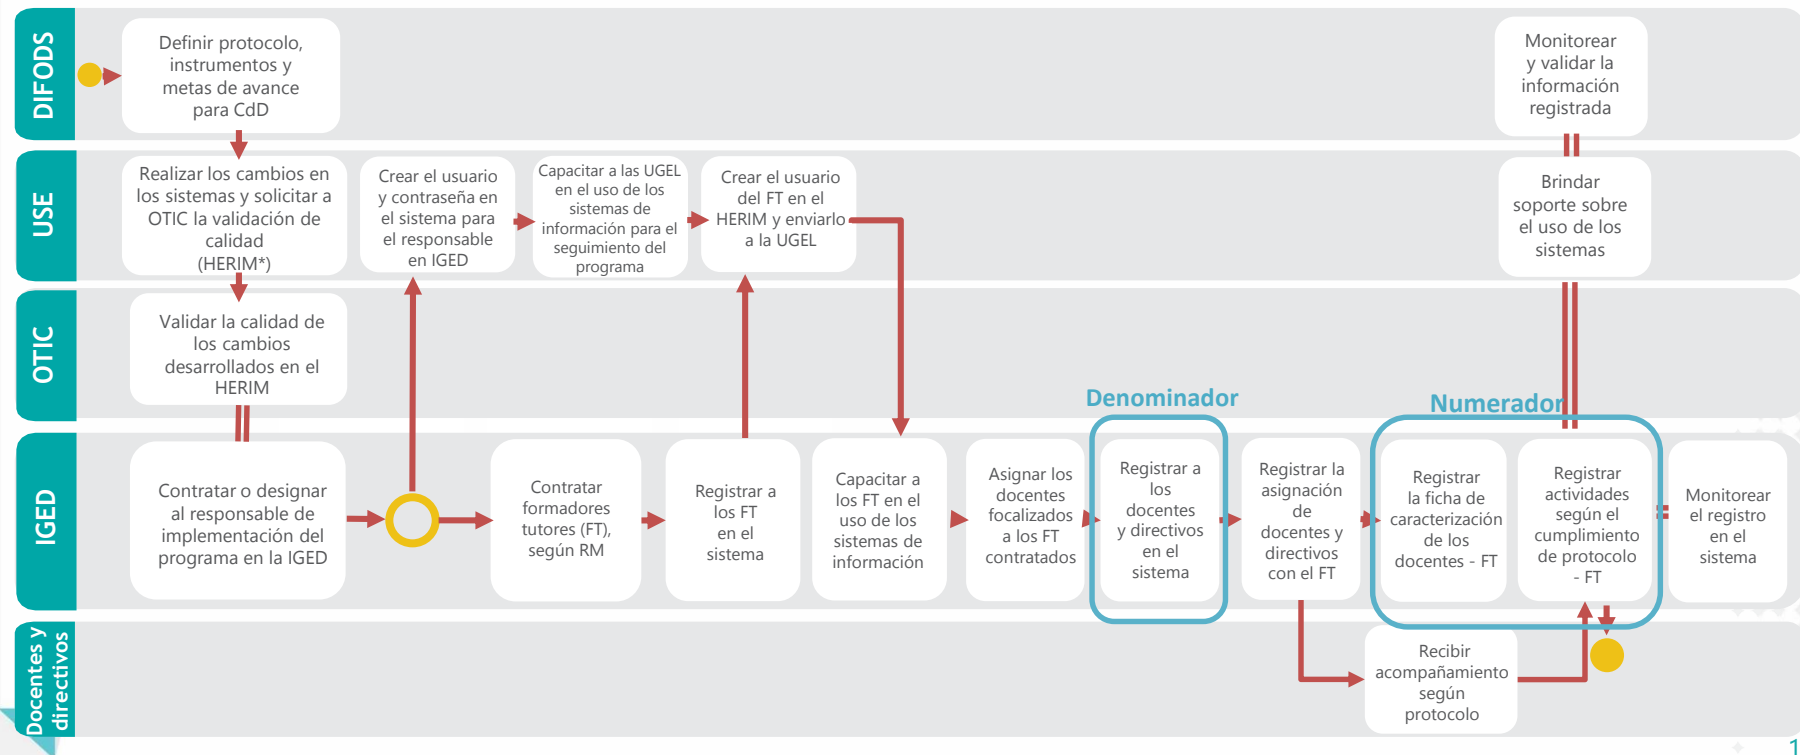 DIFODS
Definir protocolo,
instrumentos y
metas de avance
para CdD
Monitorear
y validar la
información
registrada
USE
Realizar los cambios en
los sistemas y solicitar a
OTIC la validación de
calidad
(HERIM*)
Crear el usuario
y contraseña en
el sistema para
el responsable
en IGED
Capacitar a las UGEL
en el uso de los
sistemas de
información para el
seguimiento del
programa
Crear el usuario
del FT en el
HERIM y enviarlo
a la UGEL
Brindar
soporte sobre
el uso de los
sistemas
OTIC
Validar la calidad de
los cambios
desarrollados en el
HERIM
Denominador
Numerador
IGED
Contratar o designar
al responsable de
implementación del
programa en la IGED
Contratar
formadores
tutores (FT),
según RM
Registrar a
los FT
en el
sistema
Capacitar a
los FT en el
uso de los
sistemas de
información
Asignar los
docentes
focalizados
a los FT
contratados
Registrar a
los
docentes
y directivos
en el
sistema
Registrar la
asignación
de
docentes y
directivos
con el FT
Registrar
la ficha de
caracterización
de los
docentes - FT
Registrar
actividades
según el
cumplimiento
de protocolo
- FT
Monitorear
el registro
en el
sistema
Docentes y
directivos
Recibir
acompañamiento
según
protocolo
1